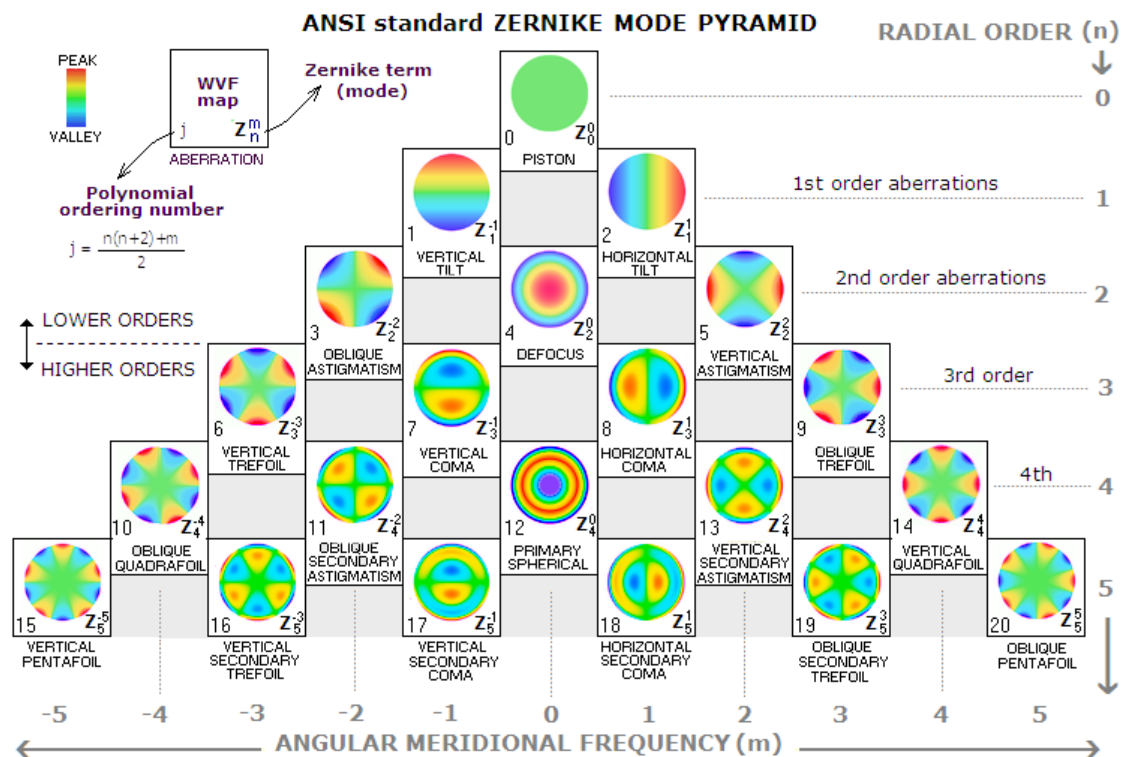 ANSI standard ZERNIKE MODE PYRAMID
RADIAL ORDER (n)
PEAK
VALLEY
WVF
map
j Z m n
ABERRATION
Zernike term
(mode)
Polynomial
ordering number
j = n(n+2)+m / 2
0 Z 0 0
PISTON
0
1 Z -1 1
VERTICAL
TILT
2 Z 1 1
HORIZONTAL
TILT
1st order aberrations
1
3 Z -2 2
OBLIQUE
ASTIGMATISM
4 Z 0 2
DEFOCUS
5 Z 2 2
VERTICAL
ASTIGMATISM
2nd order aberrations
2
LOWER ORDERS
HIGHER ORDERS
6 Z -3 3
VERTICAL
TREFOIL
7 Z -1 3
VERTICAL
COMA
8 Z 1 3
HORIZONTAL
COMA
9 Z 3 3
OBLIQUE
TREFOIL
3rd order
3
10 Z -4 4
OBLIQUE
QUADRAFOIL
11 Z -2 4
OBLIQUE
SECONDARY
ASTIGMATISM
12 Z 0 4
PRIMARY
SPHERICAL
13 Z 2 4
VERTICAL
SECONDARY
ASTIGMATISM
14 Z 4 4
VERTICAL
QUADRAFOIL
4th
4
15 Z -5 5
VERTICAL
PENTAFOIL
16 Z -3 5
VERTICAL
SECONDARY
TREFOIL
17 Z -1 5
VERTICAL
SECONDARY
COMA
18 Z 1 5
HORIZONTAL
SECONDARY
COMA
19 Z 3 5
OBLIQUE
SECONDARY
TREFOIL
20 Z 5 5
OBLIQUE
PENTAFOIL
5
-5 -4 -3 -2 -1 0 1 2 3 4 5
ANGULAR MERIDIONAL FREQUENCY (m)